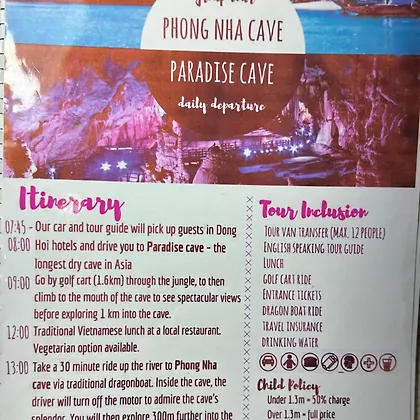 Group tour
PHONG NHA CAVE
PARADISE CAVE
daily departure
Itinerary
07:45 - Our car and tour guide will pick up guests in Dong
08:00 Hoi hotels and drive you to Paradise cave - the
longest dry cave in Asia
09:00 Go by golf cart (1.6km) through the jungle, to then
climb to the mouth of the cave to see spectacular views
before exploring 1 km into the cave.
12:00 Traditional Vietnamese lunch at a local restaurant.
Vegetarian option available.
13:00 Take a 30 minute ride up the river to Phong Nha
cave via traditional dragonboat. Inside the cave, the
driver will turn off the motor to admire the cave's
splendor. You will then explore 300m further into the
Tour Inclusion
TOUR VAN TRANSFER (MAX. 12 PEOPLE)
ENGLISH SPEAKING TOUR GUIDE
LUNCH
GOLF CART RIDE
ENTRANCE TICKETS
DRAGON BOAT RIDE
TRAVEL INSURANCE
DRINKING WATER
Child Policy
Under 1.3m = 50% charge
Over 1.3m = full price